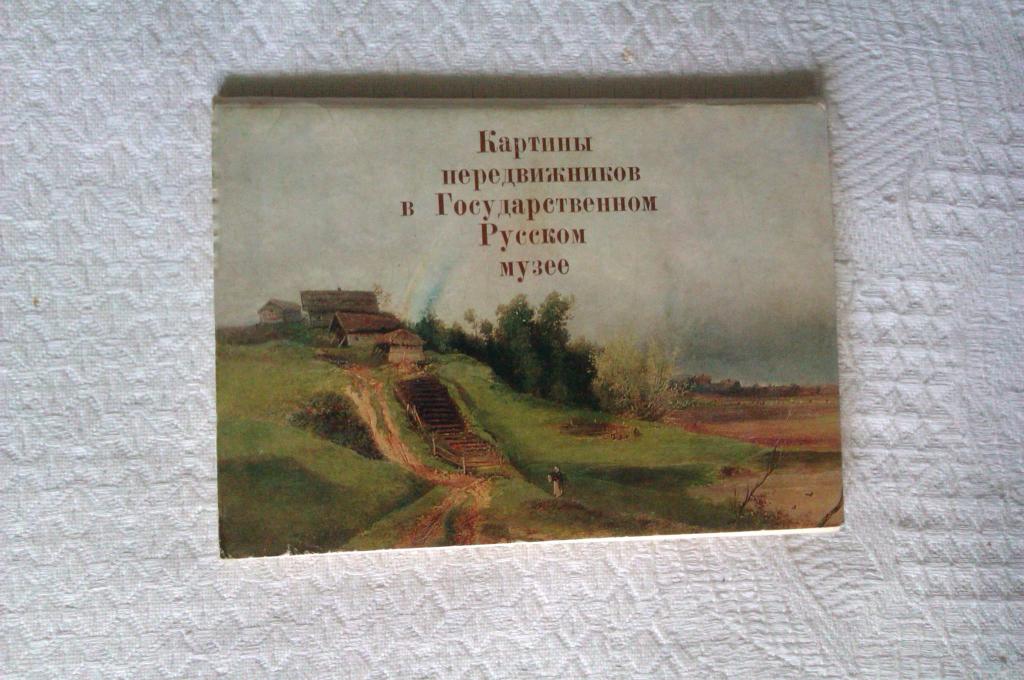 Картины
передвижников
в Государственном
Русском
музее